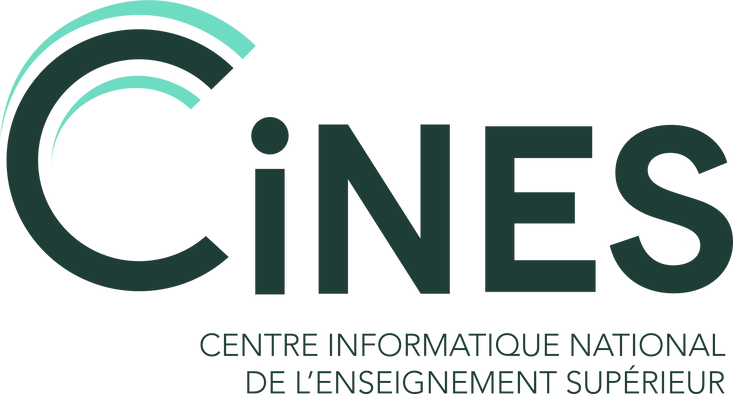 CiNES
CENTRE INFORMATIQUE NATIONAL
DE L’ENSEIGNEMENT SUPÉRIEUR